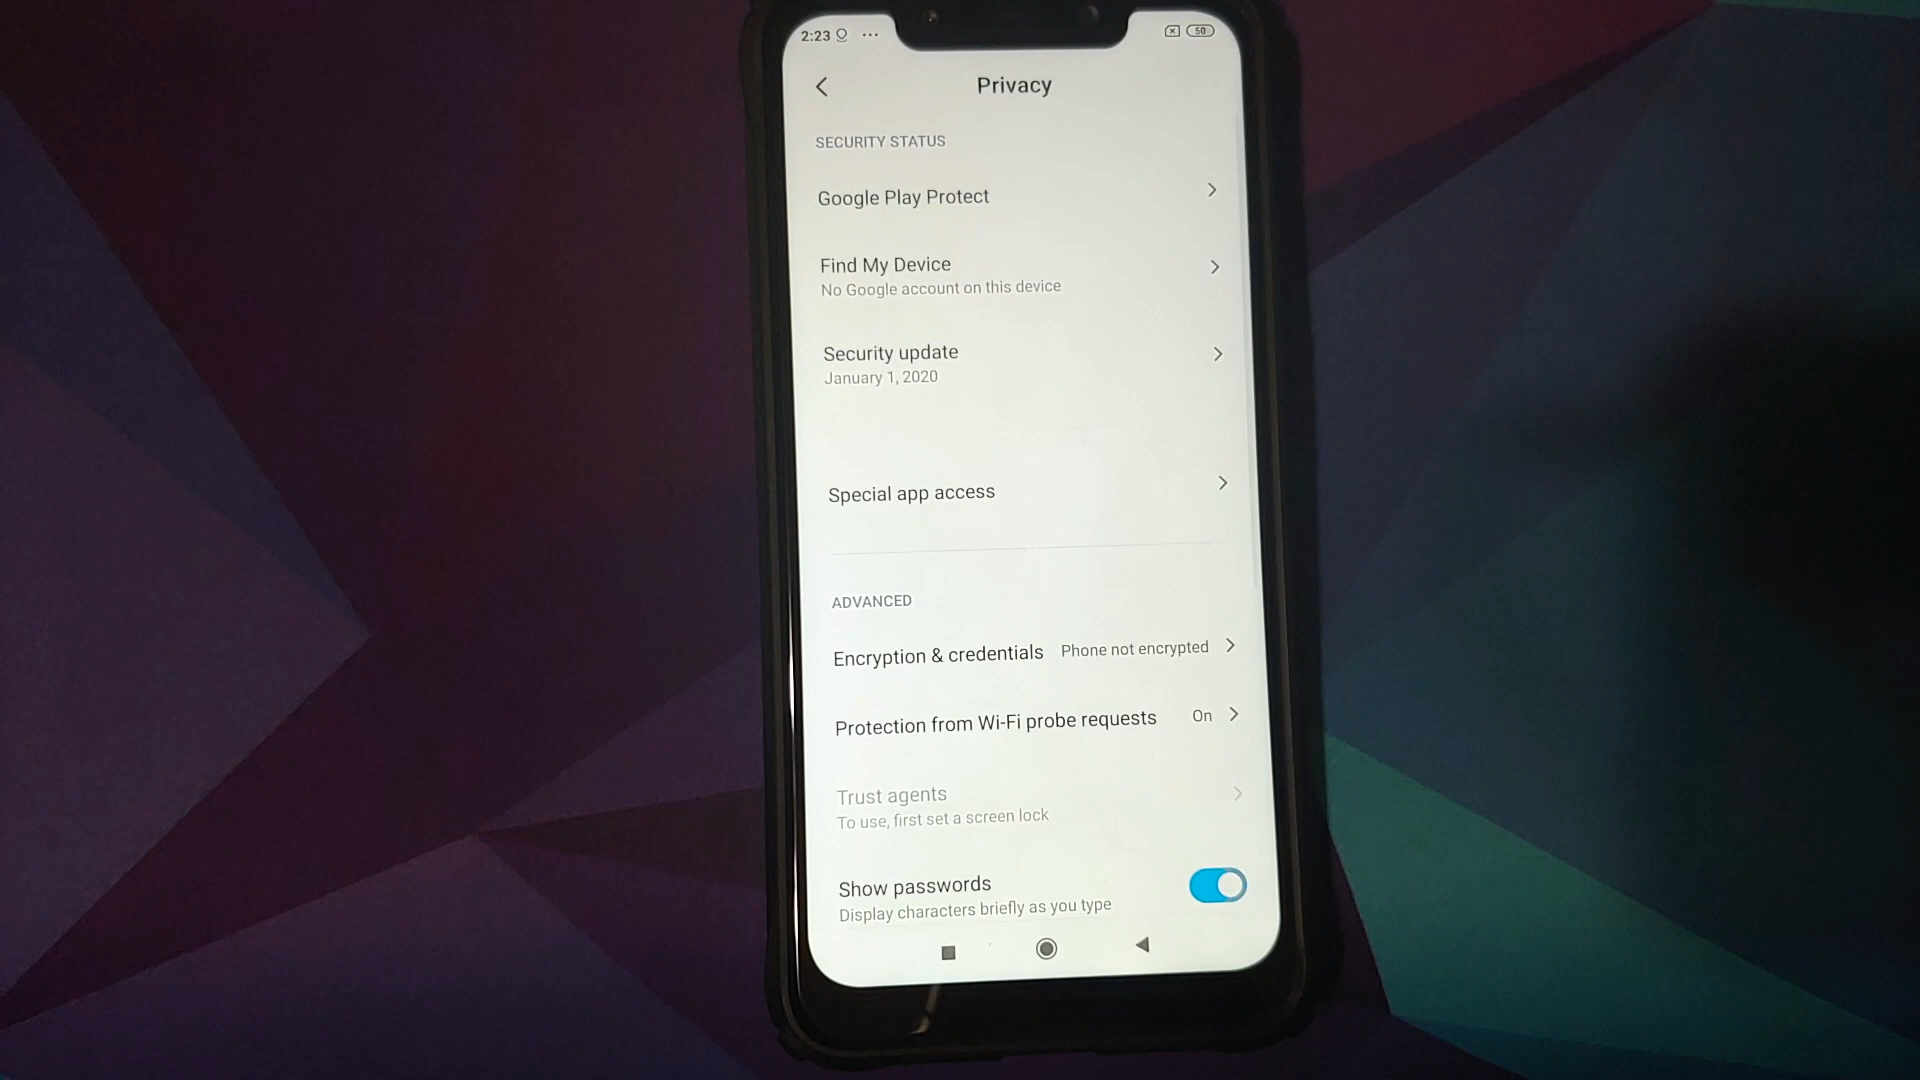 2:23 ... 50
Privacy
SECURITY STATUS
Google Play Protect
Find My Device
No Google account on this device
Security update
January 1, 2020
Special app access
ADVANCED
Encryption & credentials Phone not encrypted
Protection from Wi-Fi probe requests On
Trust agents
To use, first set a screen lock
Show passwords
Display characters briefly as you type